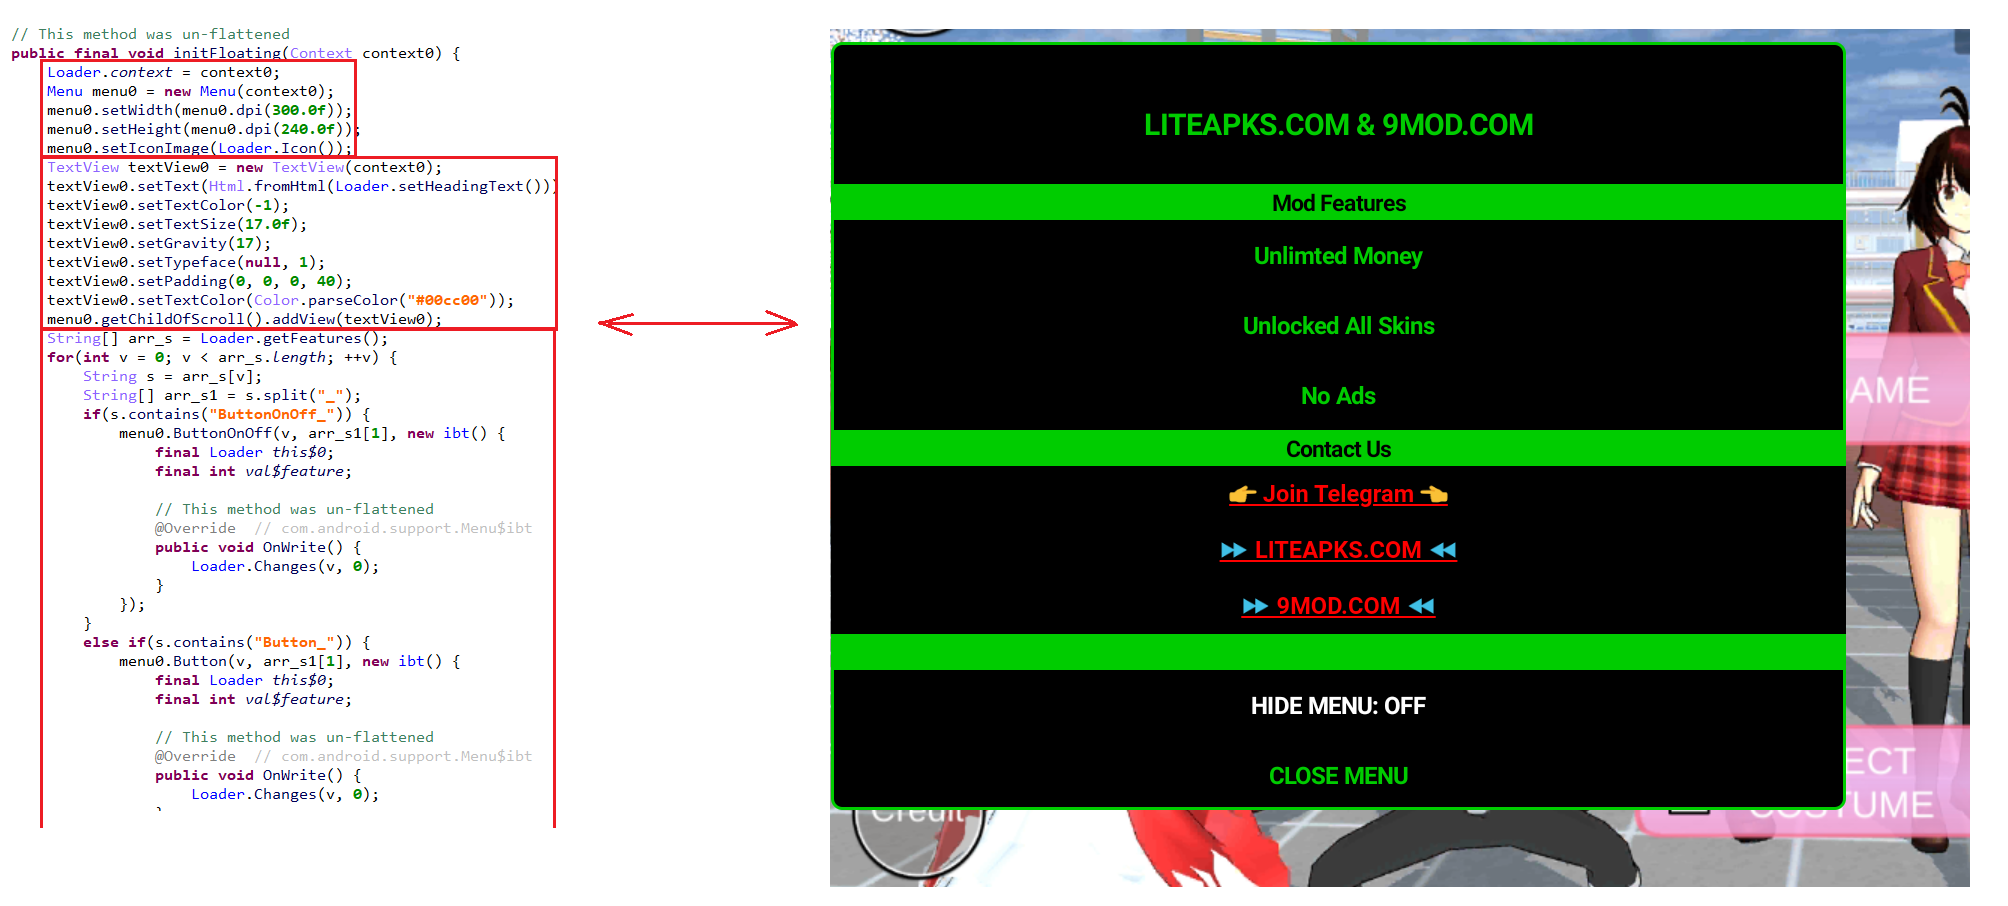 // This method was un-flattened
public final void initFloating(Context context0) {
Loader.context = context0;
Menu menu0 = new Menu(context0);
menu0.setWidth(menu0.dpi(300.0f));
menu0.setHeight(menu0.dpi(240.0f));
menu0.setIconImage(Loader.Icon());
TextView textView0 = new TextView(context0);
textView0.setText(Html.fromHtml(Loader.setHeadingText()))
textView0.setTextColor(-1);
textView0.setTextSize(17.0f);
textView0.setGravity(17);
textView0.setTypeface(null, 1);
textView0.setPadding(0, 0, 0, 40);
textView0.setTextColor(Color.parseColor("#00cc00"));
menu0.getChildOfScroll().addView(textView0);
String[] arr_s = Loader.getFeatures();
for(int v = 0; v < arr_s.length; ++v) {
String s = arr_s[v];
String[] arr_s1 = s.split("_");
if(s.contains("ButtonOnOff_")) {
menu0.ButtonOnOff(v, arr_s1[1], new ibt() {
final Loader this$0;
final int val$feature;
// This method was un-flattened
@Override  // com.android.support.Menu$ibt
public void OnWrite() {
Loader.Changes(v, 0);
}
});
}
else if(s.contains("Button_")) {
menu0.Button(v, arr_s1[1], new ibt() {
final Loader this$0;
final int val$feature;
// This method was un-flattened
@Override  // com.android.support.Menu$ibt
public void OnWrite() {
Loader.Changes(v, 0);
LITEAPKS.COM & 9MOD.COM
Mod Features
Unlimted Money
Unlocked All Skins
No Ads
Contact Us
👉 Join Telegram 👈
⏩ LITEAPKS.COM ⏪
⏩ 9MOD.COM ⏪
HIDE MENU: OFF
CLOSE MENU
AME
ECT
COSTUME
Credit